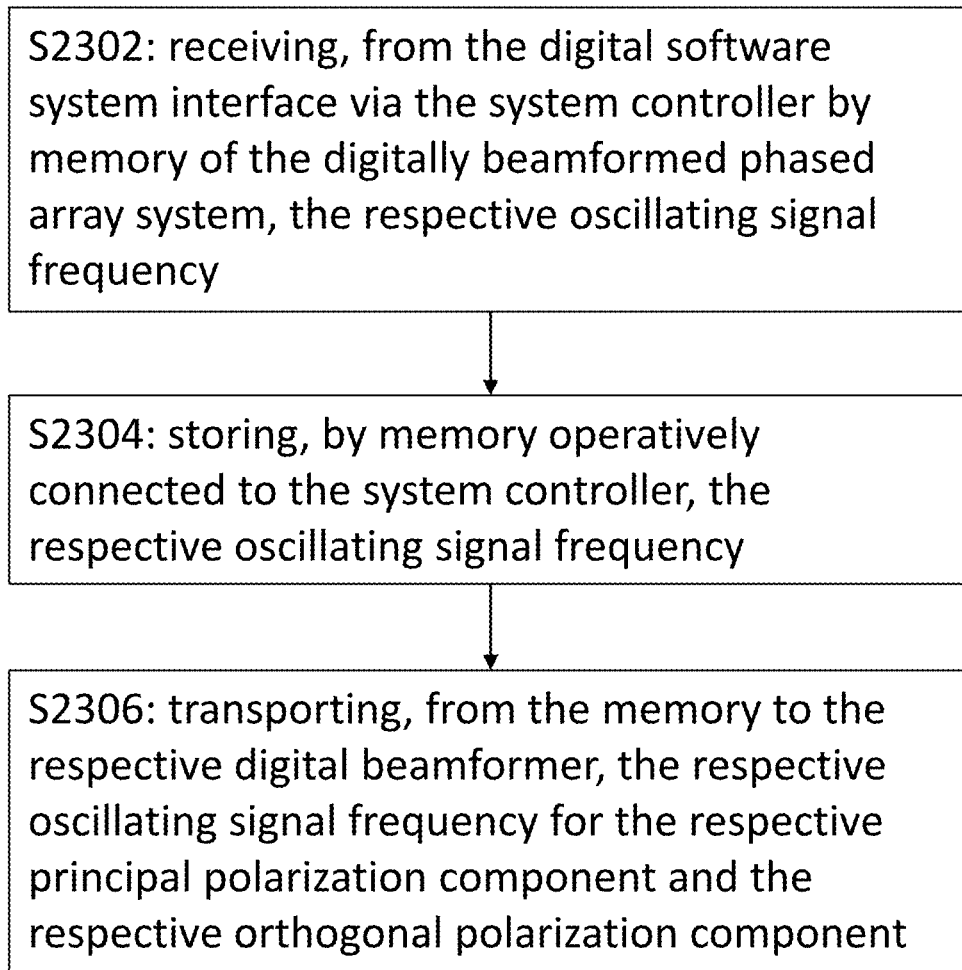 S2302: receiving, from the digital software
system interface via the system controller by
memory of the digitally beamformed phased
array system, the respective oscillating signal
frequency
S2304: storing, by memory operatively
connected to the system controller, the
respective oscillating signal frequency
S2306: transporting, from the memory to the
respective digital beamformer, the respective
oscillating signal frequency for the respective
principal polarization component and the
respective orthogonal polarization component